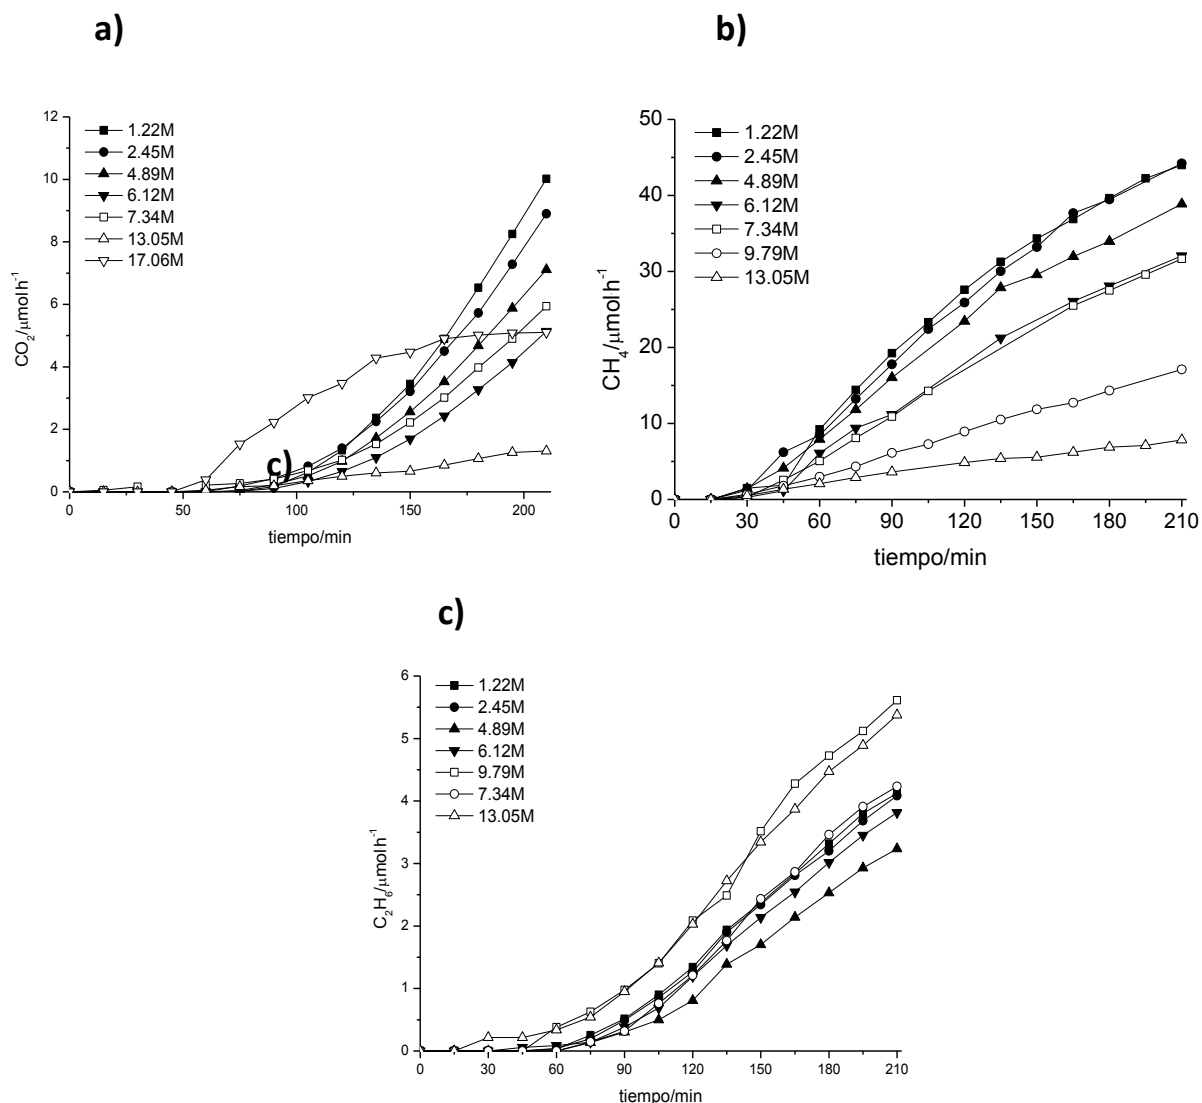 a)
b)
12
10
8
6
4
2
0
CO2/μmolh-1
1.22M
2.45M
4.89M
6.12M
7.34M
13.05M
17.06M
c)
0
50
100
150
200
tiempo/min
50
40
30
20
10
0
CH4/μmolh-1
1.22M
2.45M
4.89M
6.12M
7.34M
9.79M
13.05M
0
30
60
90
120
150
180
210
tiempo/min
c)
6
5
4
3
2
1
0
C2H6/μmolh-1
1.22M
2.45M
4.89M
6.12M
9.79M
7.34M
13.05M
0
30
60
90
120
150
180
210
tiempo/min